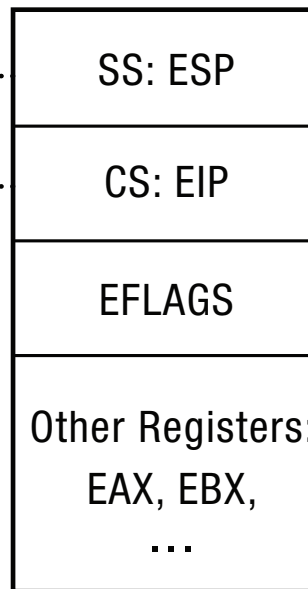 SS: ESP
CS: EIP
EFLAGS
Other Registers:
EAX, EBX,
...